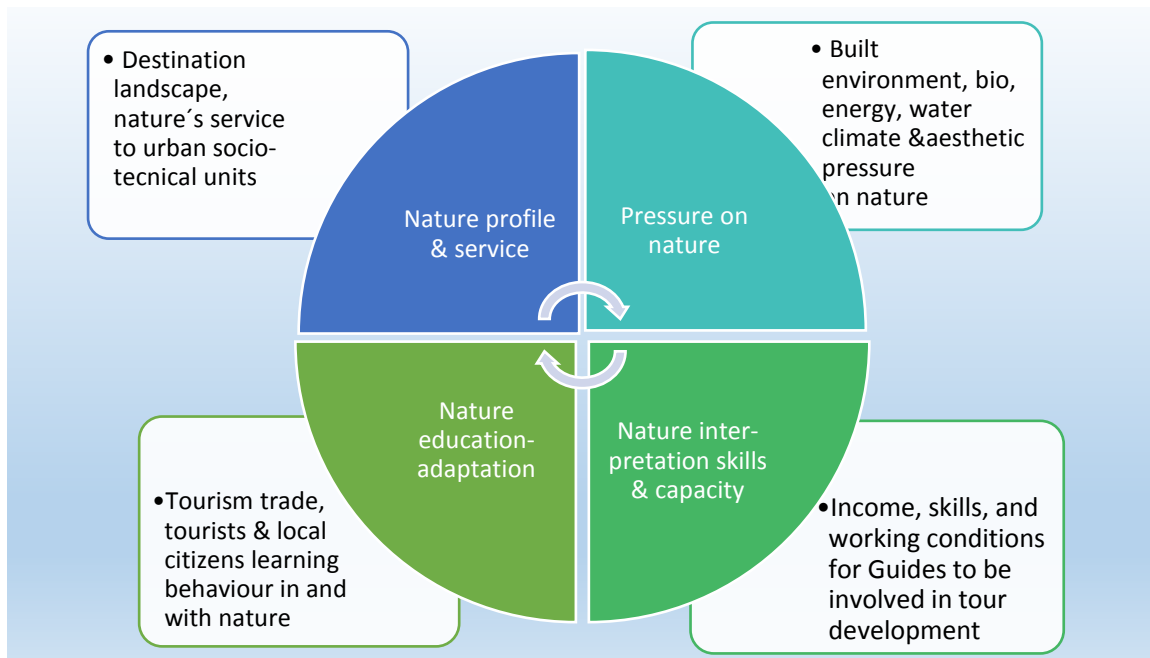 • Destination
landscape,
nature´s service
to urban socio-
tecnical units
Nature profile
& service
• Built
environment, bio,
energy, water
climate &aesthetic
pressure
n nature
Pressure on
nature
Nature
education-
adaptation
•Tourism trade,
tourists & local
citizens learning
behaviour in and
with nature
Nature inter-
pretation skills
& capacity
•Income, skills, and
working conditions
for Guides to be
involved in tour
development